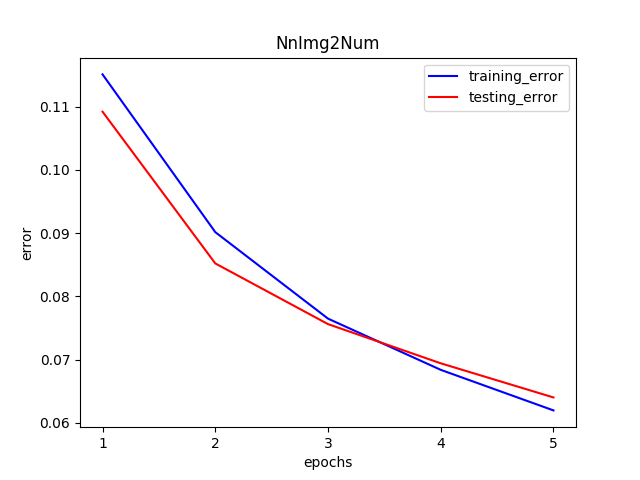 NnImg2Num
training_error
testing_error
error
0.11
0.10
0.09
0.08
0.07
0.06
1 2 3 4 5
epochs